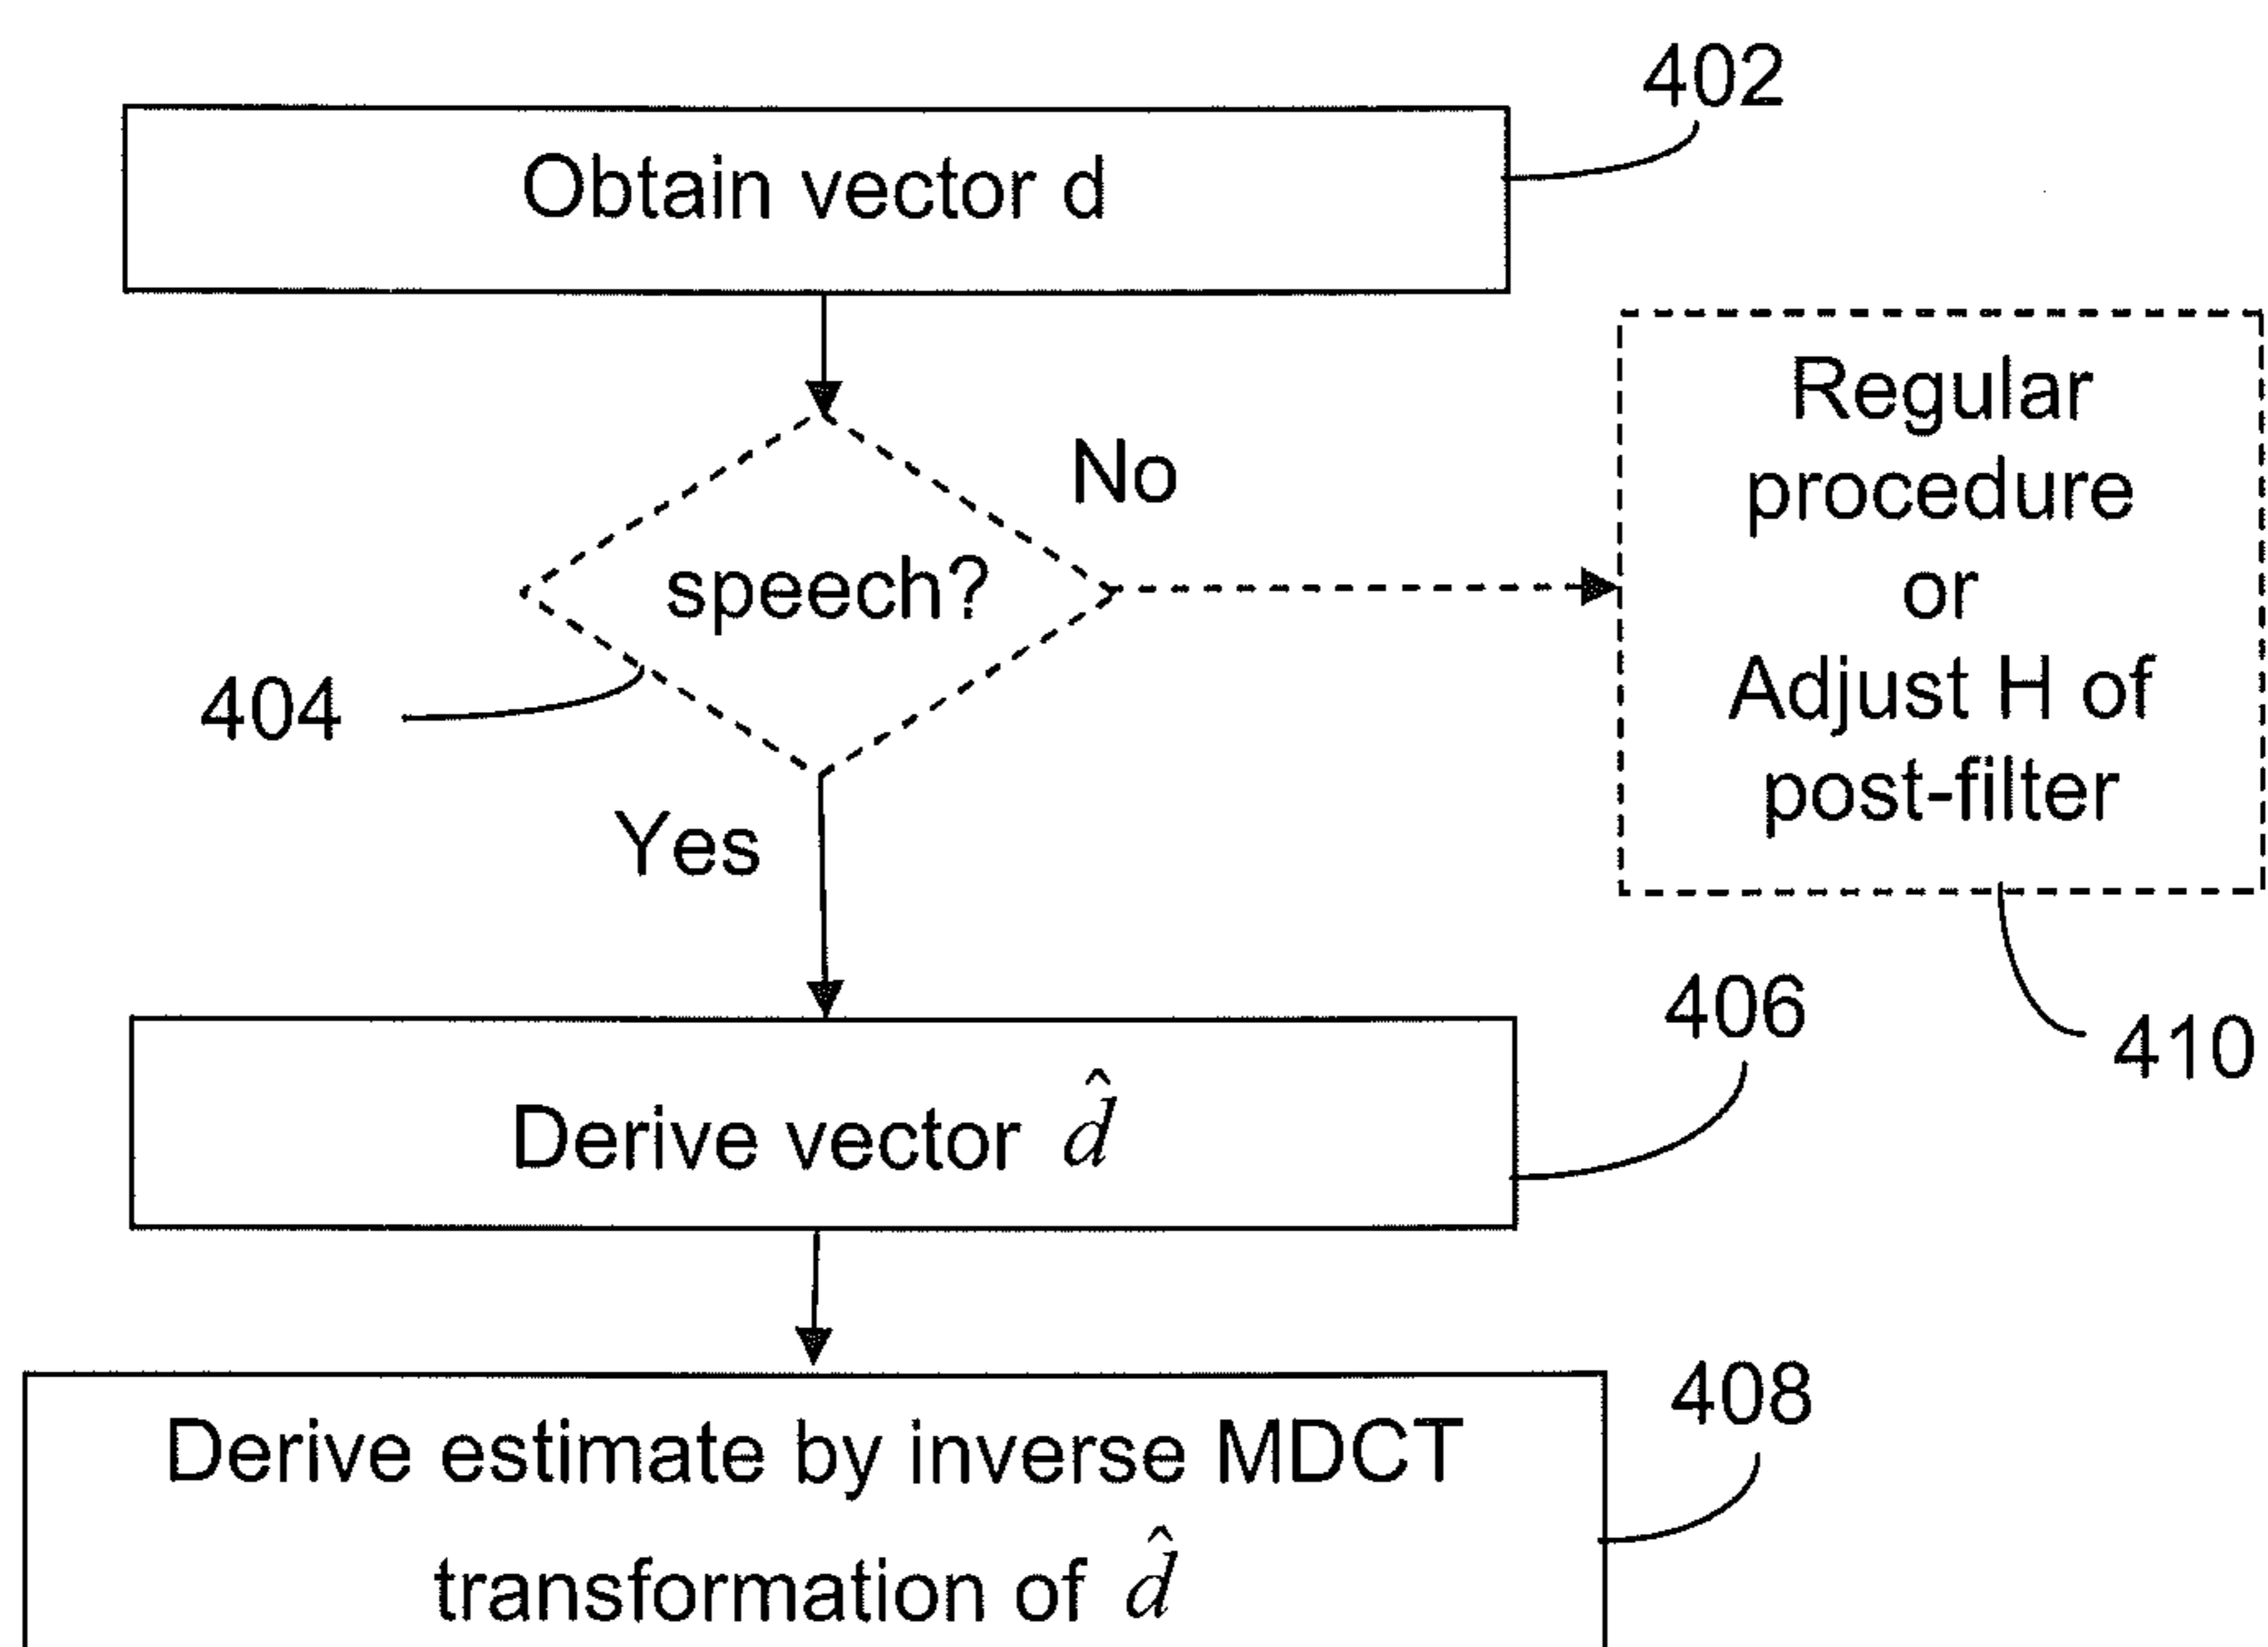 402
Obtain vector d
No
speech?
404
Yes
Regular
procedure
or
Adjust H of
post-filter
410
406
Derive vector d̂
408
Derive estimate by inverse MDCT
transformation of d̂